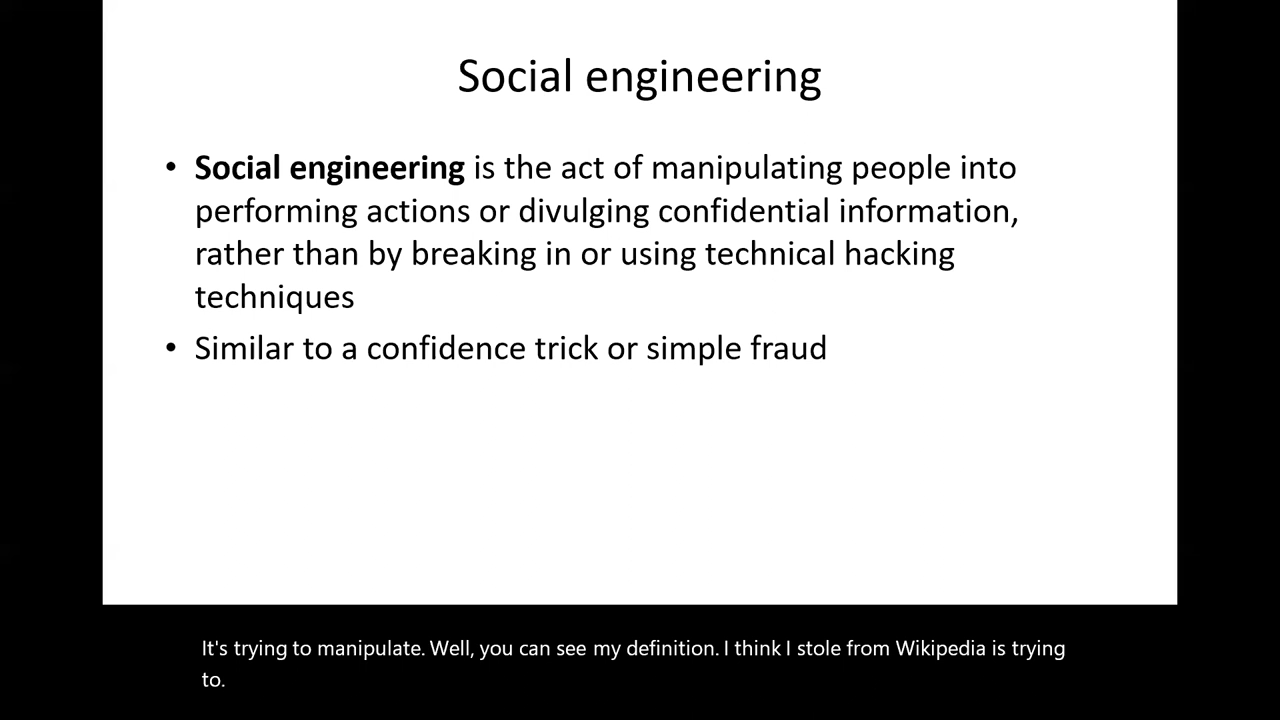 Social engineering
• Social engineering is the act of manipulating people into
performing actions or divulging confidential information,
rather than by breaking in or using technical hacking
techniques
• Similar to a confidence trick or simple fraud
It's trying to manipulate. Well, you can see my definition. I think I stole from Wikipedia is trying
to.